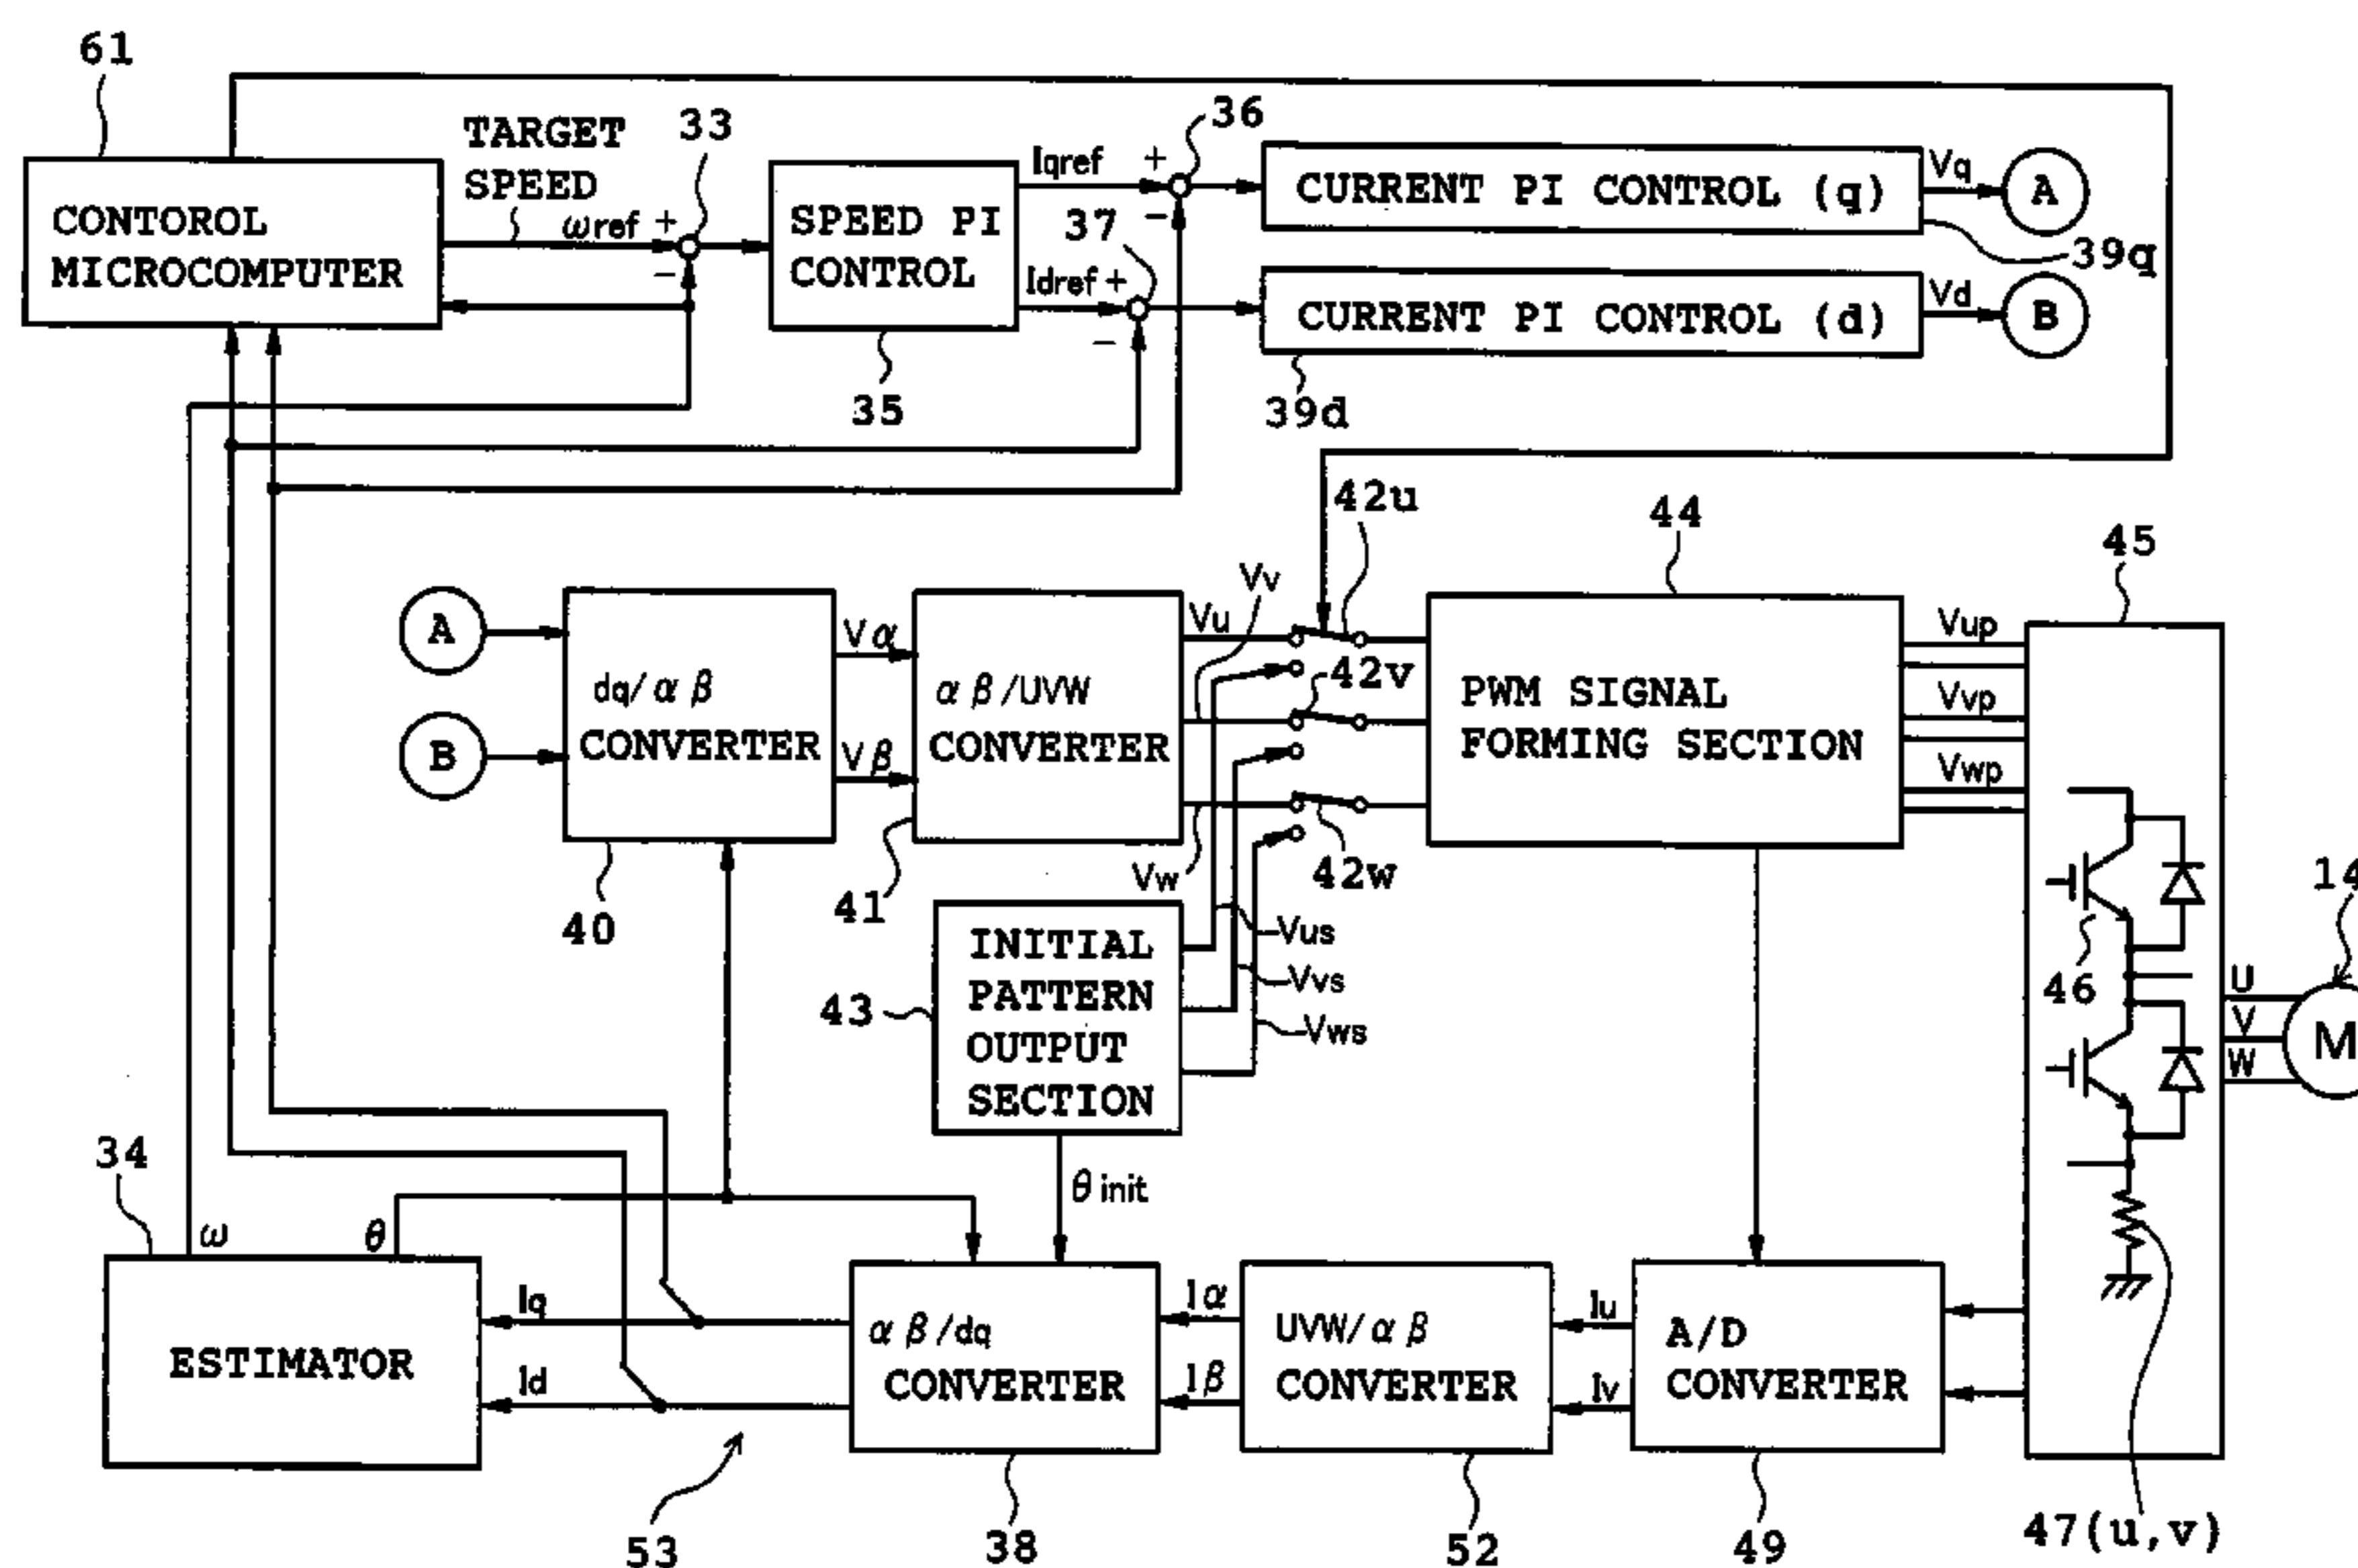 61
TARGET
SPEED
33
36
ωref
+
-
Iqref
+
-
37
Idref
+
-
CONTOROL
MICROCOMPUTER
SPEED PI
CONTROL
CURRENT PI CONTROL (q)
Vq
A
39q
CURRENT PI CONTROL (d)
Vd
B
35
39d
42u
44
45
A
B
dq/αβ
CONVERTER
Vα
Vβ
αβ/UVW
CONVERTER
Vu
Vv
Vw
42v
42w
PWM SIGNAL
FORMING SECTION
Vup
Vvp
Vwp
40
41
43
INITIAL
PATTERN
OUTPUT
SECTION
Vus
Vvs
Vws
46
14
U
V
W
M
34
ω
θ
θinit
ESTIMATOR
Iq
Id
αβ/dq
CONVERTER
Iα
Iβ
UVW/αβ
CONVERTER
Iu
Iv
A/D
CONVERTER
53
38
52
49
47(u,v)